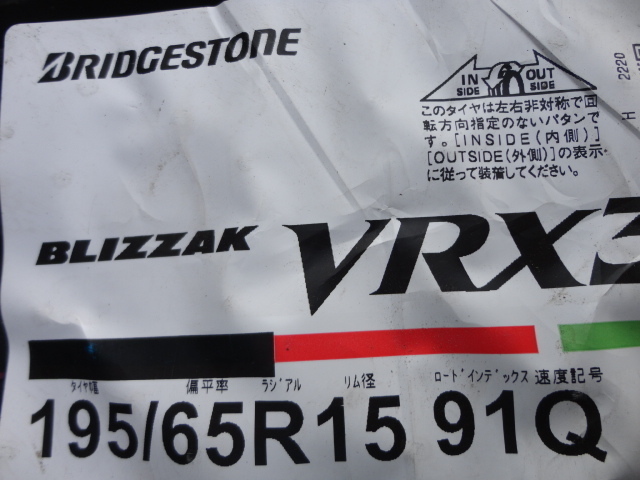 BRIDGESTONE
IN SIDE OUT SIDE
このタイヤは左右非対称で回
転方向指定のないパタンで
す。[INSIDE(内側)]
[OUTSIDE(外側)]の表示
に従って装着してください。
H 2220
BLIZZAK VRX3
タイヤ幅 偏平率 ラジアル リム径 ロードインデックス 速度記号
195/65R15 91Q